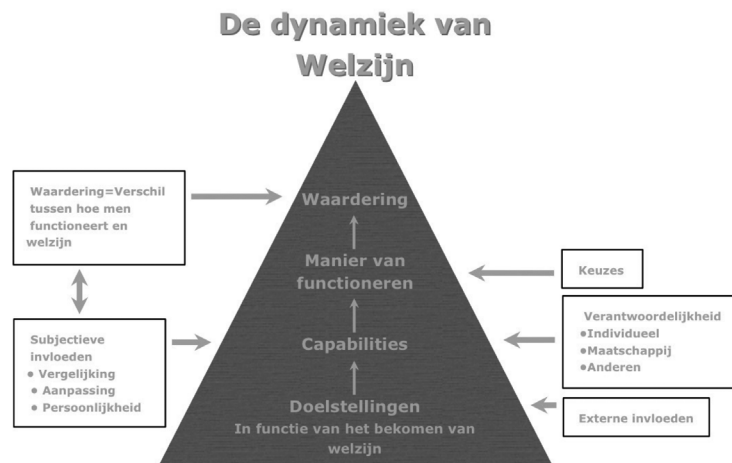 De dynamiek van
Welzijn
Waardering=Verschil
tussen hoe men
functioneert en
welzijn
Subjectieve
invloeden
• Vergelijking
• Aanpassing
• Persoonlijkheid
Waardering
Manier van
functioneren
Capabilities
Doelstellingen
In functie van het bekomen van
welzijn
Keuzes
Verantwoordelijkheid
•Individueel
•Maatschappij
•Anderen
Externe invloeden